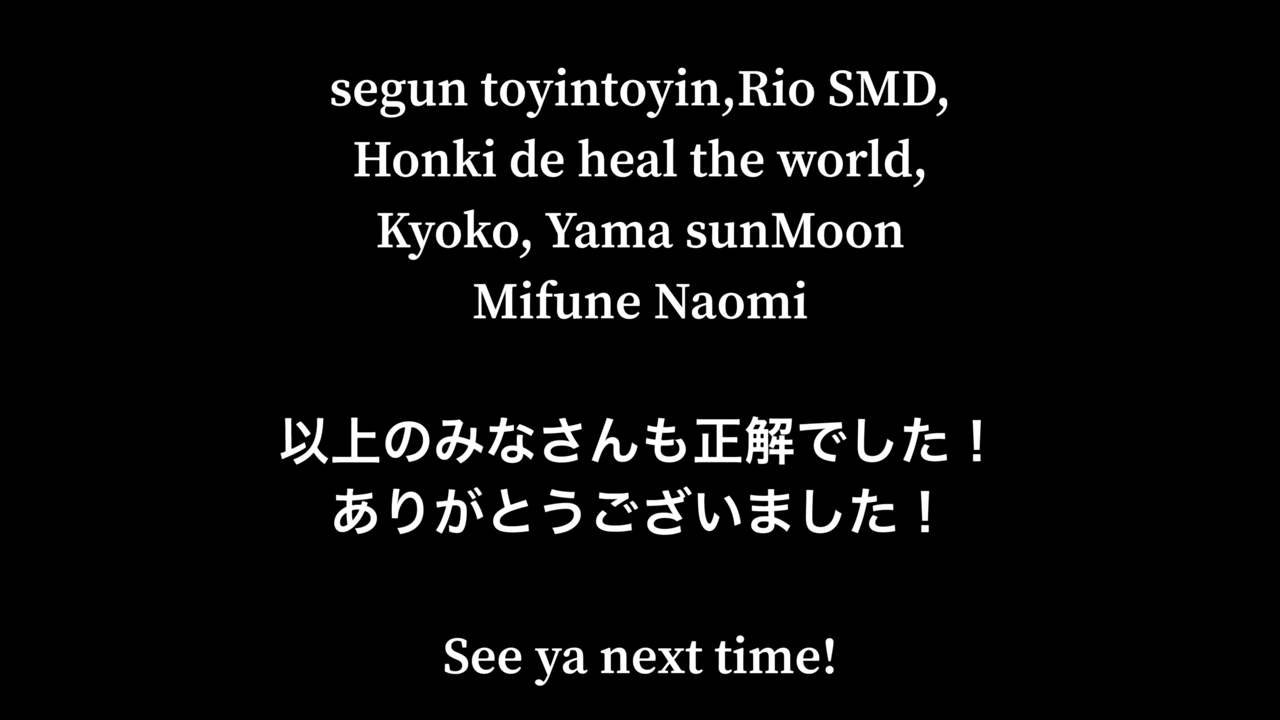 segun toyintoyin,Rio SMD,
Honki de heal the world,
Kyoko, Yama sunMoon
Mifune Naomi
以上のみなさんも正解でした！
ありがとうございました！
See ya next time!